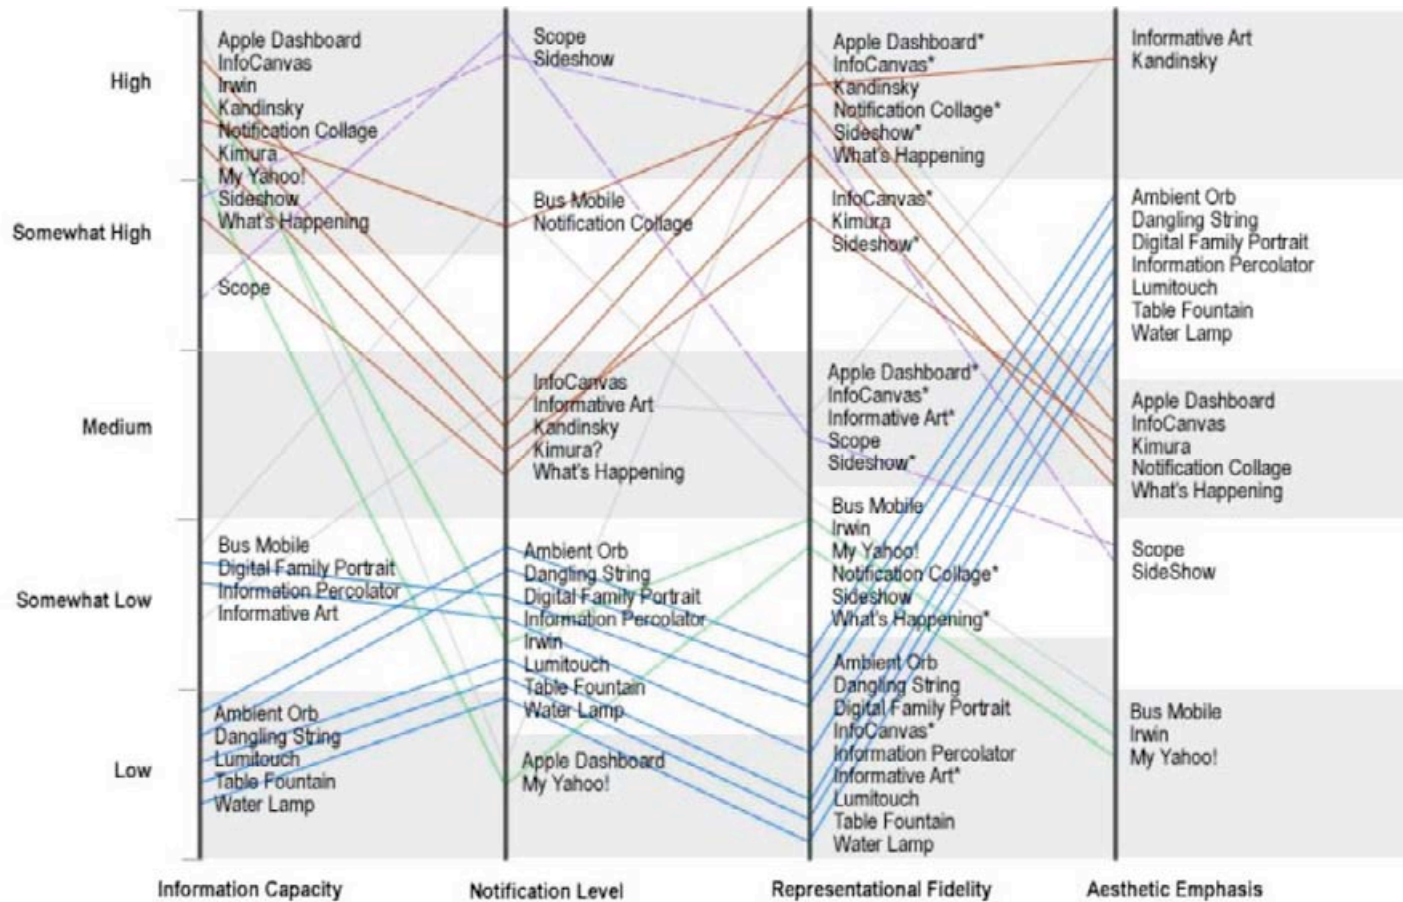 High
Somewhat High
Medium
Somewhat Low
Low
Apple Dashboard
InfoCanvas
Irwin
Kandinsky
Notification Collage
Kimura
My Yahoo!
Sideshow
What's Happening
Scope
Bus Mobile
Digital Family Portrait
Information Percolator
Informative Art
Ambient Orb
Dangling String
Lumitouch
Table Fountain
Water Lamp
Information Capacity
Scope
Sideshow
Bus Mobile
Notification Collage
InfoCanvas
Informative Art
Kandinsky
Kimura?
What's Happening
Ambient Orb
Dangling String
Digital Family Portrait
Information Percolator
Irwin
Lumitouch
Table Fountain
Water Lamp
Apple Dashboard
My Yahoo!
Notification Level
Apple Dashboard*
InfoCanvas*
Kandinsky
Notification Collage*
Sideshow*
What's Happening
InfoCanvas*
Kimura
Sideshow*
Apple Dashboard*
InfoCanvas*
Informative Art*
Scope
Sideshow*
Bus Mobile
Irwin
My Yahoo!
Notification Collage*
Sideshow
What's Happening*
Ambient Orb
Dangling String
Digital Family Portrait
InfoCanvas*
Information Percolator
Informative Art*
Lumitouch
Table Fountain
Water Lamp
Representational Fidelity
Informative Art
Kandinsky
Ambient Orb
Dangling String
Digital Family Portrait
Information Percolator
Lumitouch
Table Fountain
Water Lamp
Apple Dashboard
InfoCanvas
Kimura
Notification Collage
What's Happening
Scope
SideShow
Bus Mobile
Irwin
My Yahoo!
Aesthetic Emphasis